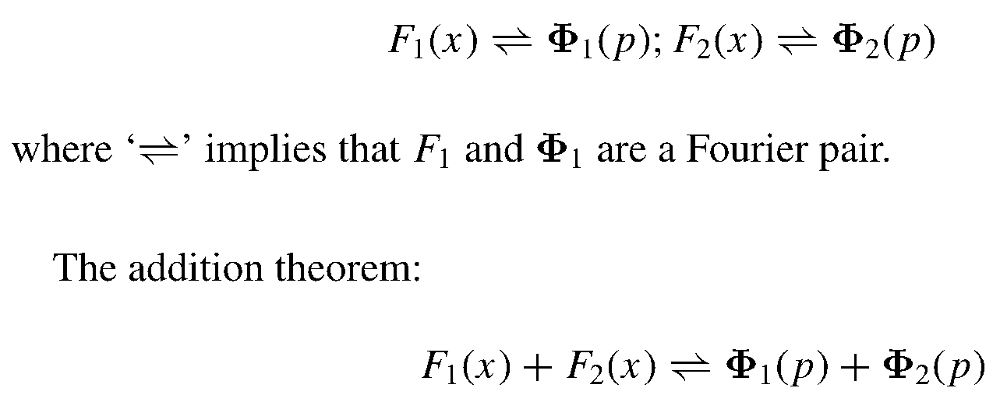 F₁(x) ⇌ Φ₁(p); F₂(x) ⇌ Φ₂(p)
where ‘⇌’ implies that F₁ and Φ₁ are a Fourier pair.
The addition theorem:
F₁(x) + F₂(x) ⇌ Φ₁(p) + Φ₂(p)